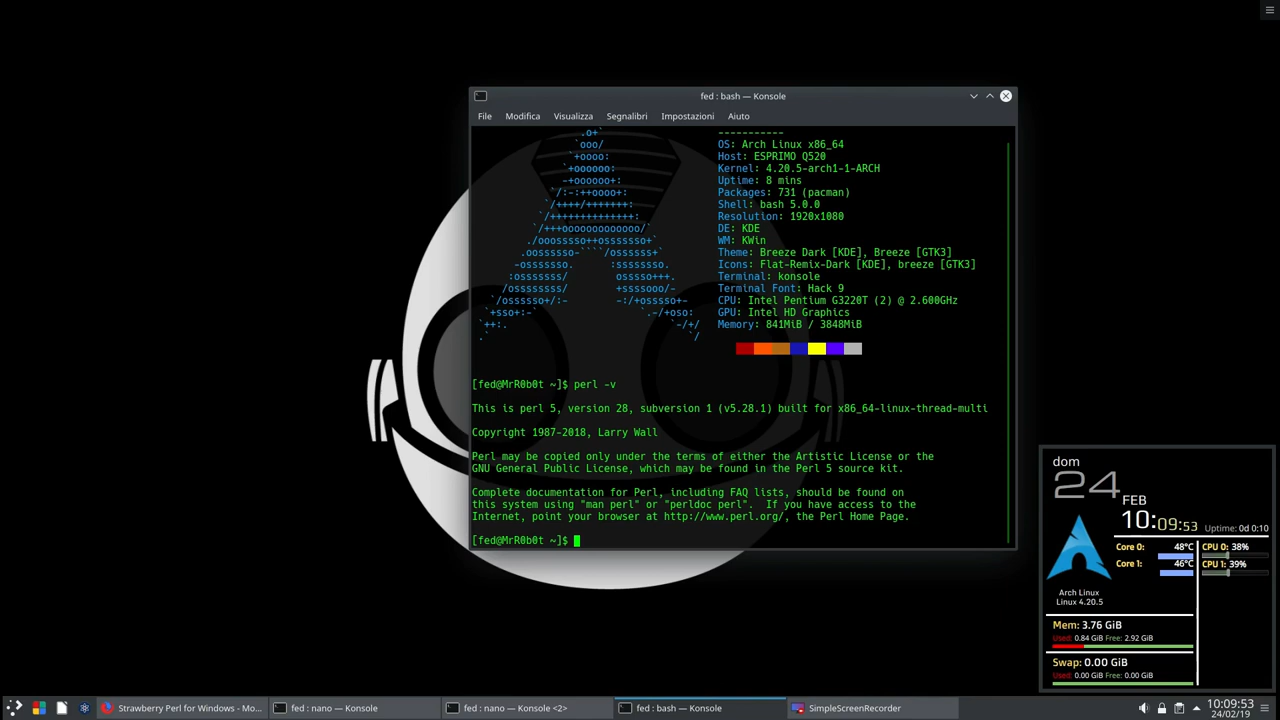 fed : bash — Konsole
File Modifica Visualizza Segnalibri Impostazioni Aiuto
-----------
OS: Arch Linux x86_64
Host: ESPRIMO Q520
Kernel: 4.20.5-arch1-1-ARCH
Uptime: 8 mins
Packages: 731 (pacman)
Shell: bash 5.0.0
Resolution: 1920x1080
DE: KDE
WM: KWin
Theme: Breeze Dark [KDE], Breeze [GTK3]
Icons: Flat-Remix-Dark [KDE], breeze [GTK3]
Terminal: konsole
Terminal Font: Hack 9
CPU: Intel Pentium G3220T (2) @ 2.600GHz
GPU: Intel HD Graphics
Memory: 841MiB / 3848MiB
[fed@MrR0b0t ~]$ perl -v
This is perl 5, version 28, subversion 1 (v5.28.1) built for x86_64-linux-thread-multi
Copyright 1987-2018, Larry Wall
Perl may be copied only under the terms of either the Artistic License or the
GNU General Public License, which may be found in the Perl 5 source kit.
Complete documentation for Perl, including FAQ lists, should be found on
this system using "man perl" or "perldoc perl".  If you have access to the
Internet, point your browser at http://www.perl.org/, the Perl Home Page.
[fed@MrR0b0t ~]$
dom
24
FEB
10:09:53 Uptime: 0d 0:10
Core 0: 48°C CPU 0: 38%
Core 1: 46°C CPU 1: 39%
Arch Linux
Linux 4.20.5
Mem: 3.76 GiB
Used: 0.84 GiB Free: 2.92 GiB
Swap: 0.00 GiB
Used: 0.00 GiB Free: 0.00 GiB
Strawberry Perl for Windows - Mo... fed : nano — Konsole fed : nano — Konsole <2> fed : bash — Konsole SimpleScreenRecorder 10:09:53
24/02/19